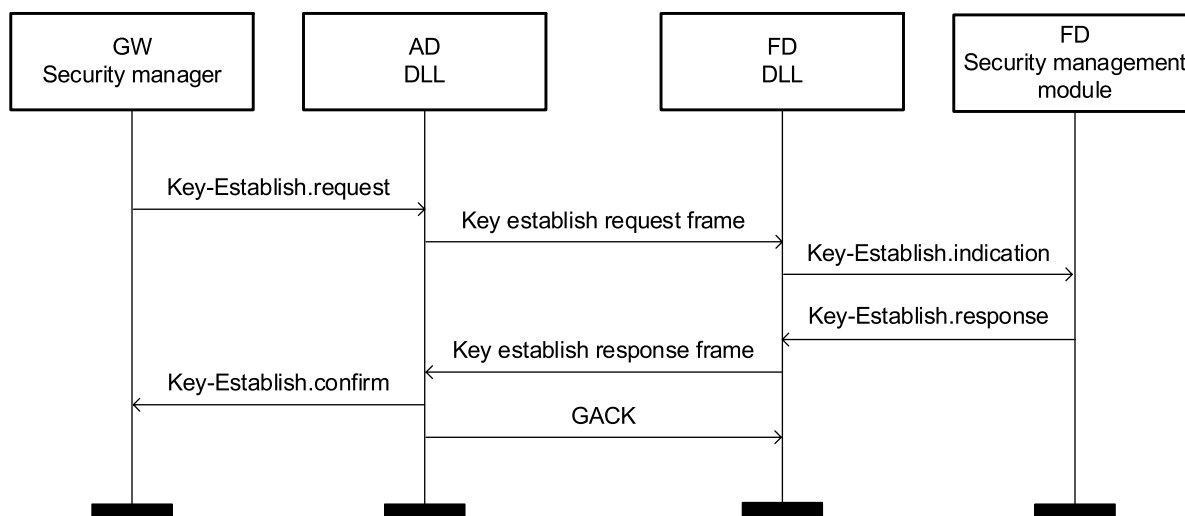 GW
Security manager
AD
DLL
FD
DLL
FD
Security management
module
Key-Establish.request
Key establish request frame
Key-Establish.indication
Key-Establish.response
Key establish response frame
Key-Establish.confirm
GACK